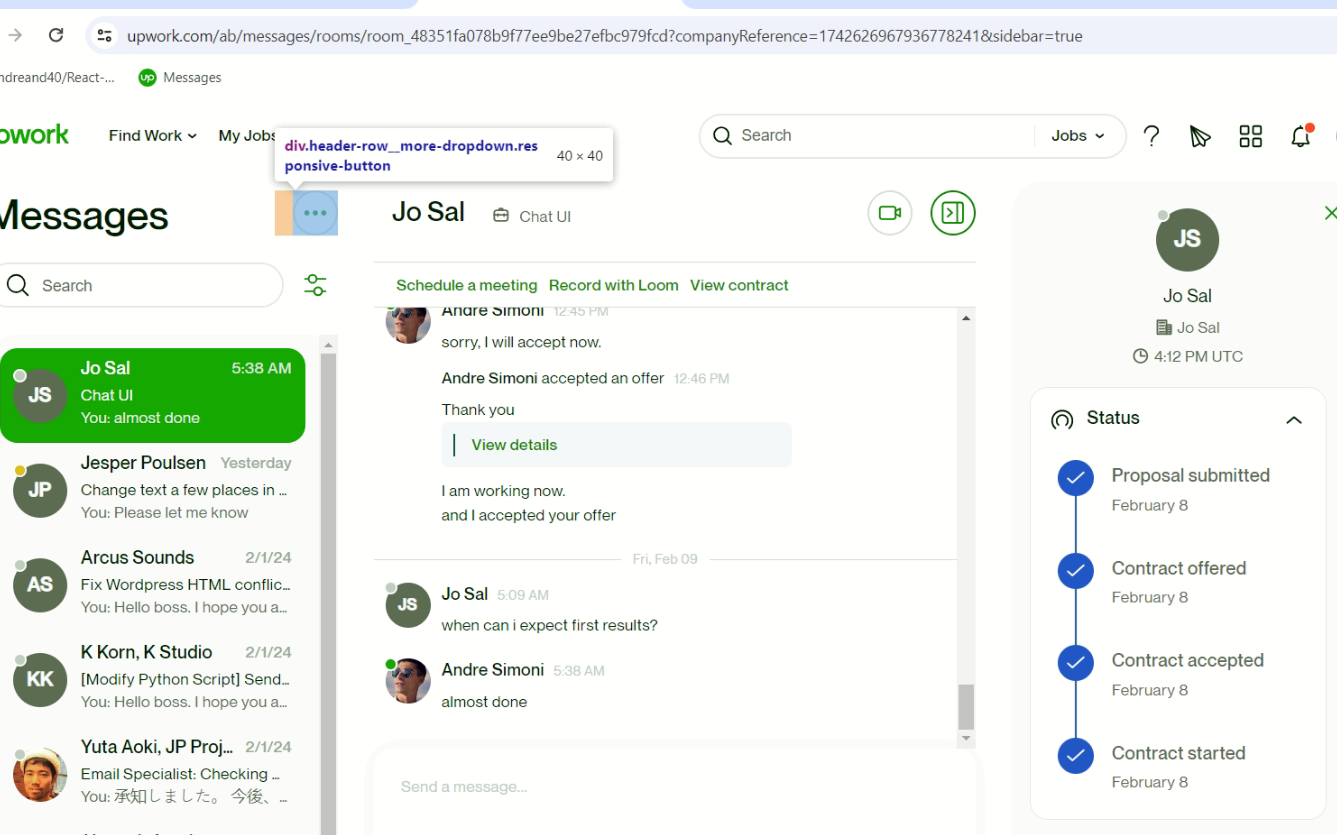 upwork.com/ab/messages/rooms/room_48351fa078b9f77ee9be27efbc979fcd?companyReference=1742626967936778241&sidebar=true
ndreand40/React-...
up Messages
pwork
Find Work
My Jobs
Search
Jobs
div.header-row__more-dropdown.res
ponsive-button
40 × 40
Messages
Search
Jo Sal 5:38 AM
JS
Chat UI
You: almost done
Jesper Poulsen Yesterday
JP
Change text a few places in ...
You: Please let me know
Arcus Sounds 2/1/24
AS
Fix Wordpress HTML conflic...
You: Hello boss. I hope you a...
K Korn, K Studio 2/1/24
KK
[Modify Python Script] Send...
You: Hello boss. I hope you a...
Yuta Aoki, JP Proj... 2/1/24
Email Specialist: Checking ...
You: 承知しました。 今後、...
Jo Sal
Chat UI
Schedule a meeting Record with Loom View contract
Andre Simoni 12:45 PM
sorry, I will accept now.
Andre Simoni accepted an offer 12:46 PM
Thank you
View details
I am working now.
and I accepted your offer
Fri, Feb 09
JS
Jo Sal 5:09 AM
when can i expect first results?
Andre Simoni 5:38 AM
almost done
Send a message...
JS
Jo Sal
Jo Sal
4:12 PM UTC
Status
Proposal submitted
February 8
Contract offered
February 8
Contract accepted
February 8
Contract started
February 8